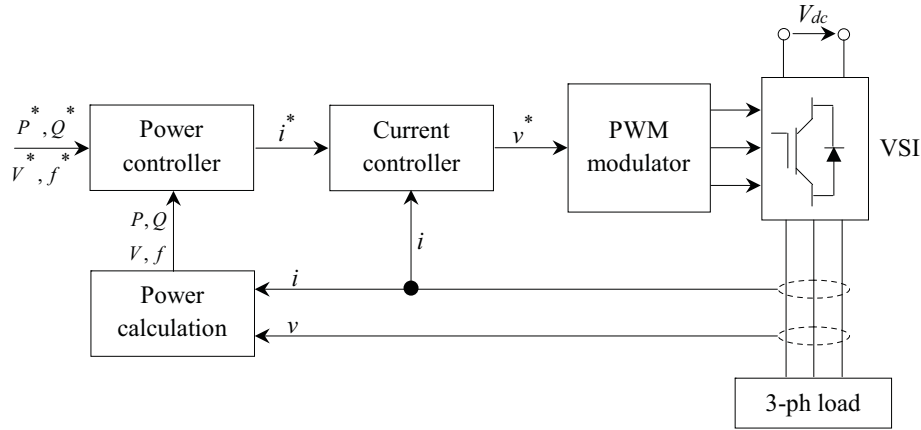 V_dc
P*, Q*
V*, f*
Power
controller
i*
Current
controller
v*
PWM
modulator
VSI
P, Q
V, f
i
Power
calculation
i
v
3-ph load